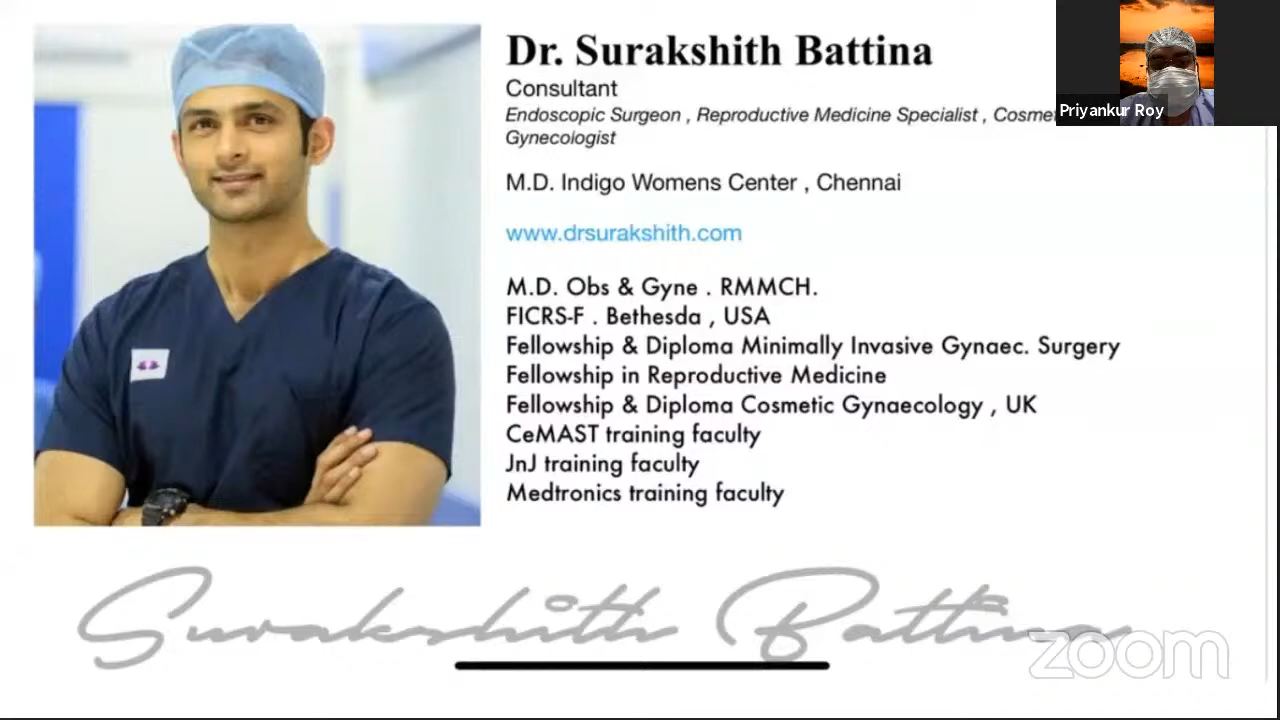 Dr. Surakshith Battina
Consultant
Endoscopic Surgeon , Reproductive Medicine Specialist ,
Gynecologist
M.D. Indigo Womens Center , Chennai
www.drsurakshith.com
M.D. Obs & Gyne . RMMCH.
FICRS-F . Bethesda , USA
Fellowship & Diploma Minimally Invasive Gynaec. Surgery
Fellowship in Reproductive Medicine
Fellowship & Diploma Cosmetic Gynaecology , UK
CeMAST training faculty
JnJ training faculty
Medtronics training faculty
Surakshith Battina
Priyankur Roy
zoom